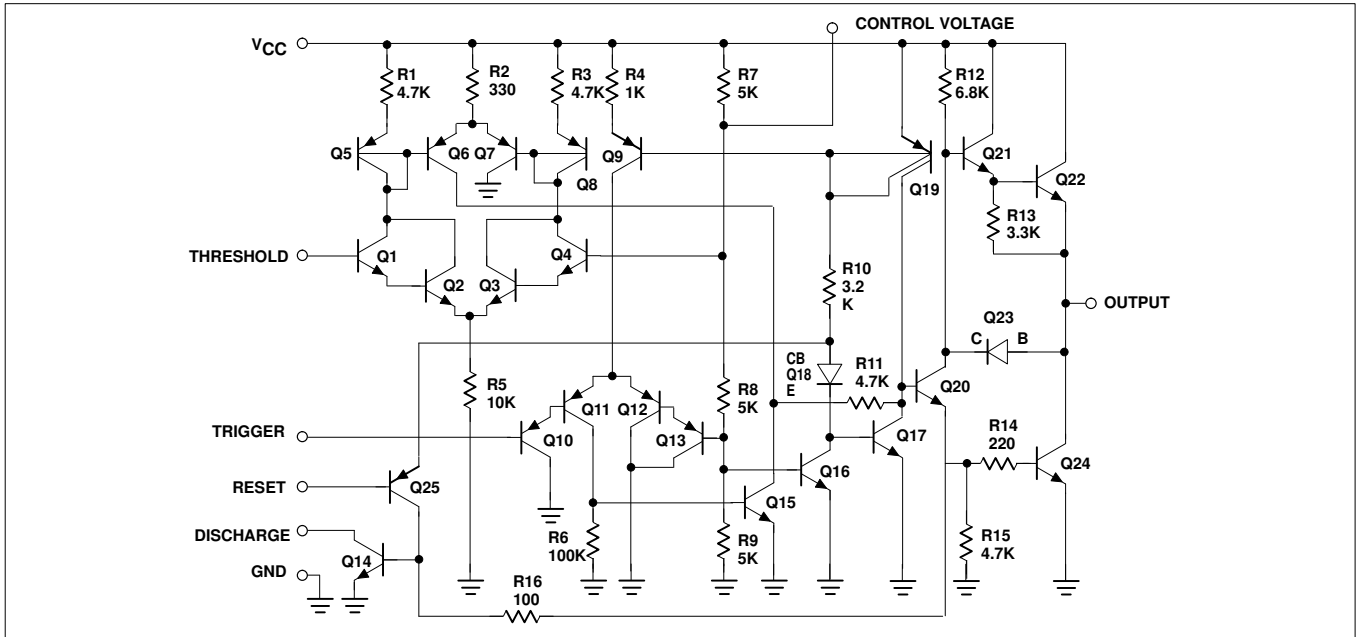 CONTROL VOLTAGE
VCC
R1
4.7K
R2
330
R3
4.7K
R4
1K
R7
5K
R12
6.8K
Q5
Q6
Q7
Q8
Q9
Q19
Q21
Q22
R13
3.3K
THRESHOLD
Q1
Q2
Q3
Q4
R10
3.2
K
OUTPUT
Q23
C
B
CB
Q18
E
R11
4.7K
Q20
R5
10K
R8
5K
Q11
Q12
TRIGGER
Q10
Q13
Q17
R14
220
Q24
Q16
RESET
Q25
Q15
DISCHARGE
R6
100K
R9
5K
R15
4.7K
Q14
GND
R16
100